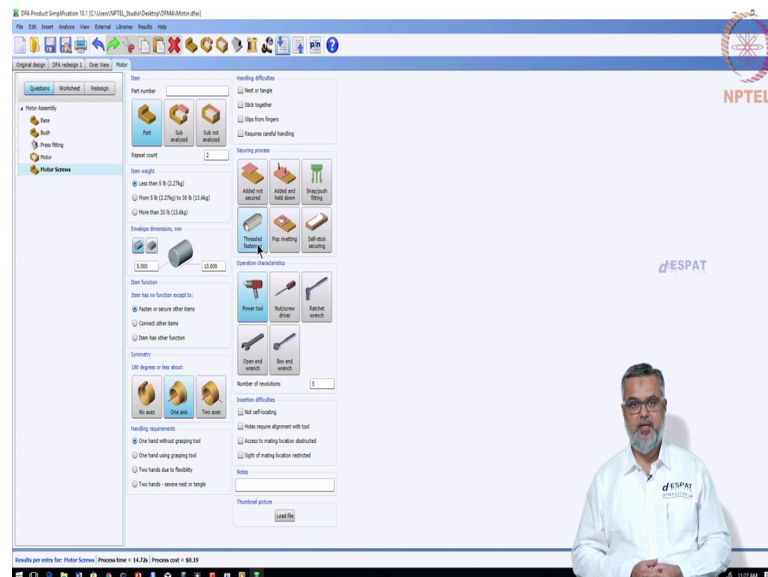 DFA Product Simplification 10.1 [C:\Users\NPTEL_Studio\Desktop\DFMA\Motor.dfax]
File Edit Insert Analysis View External Libraries Results Help
Original design DFA redesign 1 Over View Motor
Questions Worksheet Redesign
Motor Assembly
Base
Bush
Press fitting
Motor
Motor Screws
Item
Part number
Part
Sub analyzed
Sub not analyzed
Repeat count 2
Item weight
Less than 5 lb (2.27kg)
From 5 lb (2.27kg) to 30 lb (13.6kg)
More than 30 lb (13.6kg)
Envelope dimensions, mm
5.000 10.000
Item function
Item has no function except to:
Fasten or secure other items
Connect other items
Item has other function
Symmetry
180 degrees or less about:
No axes One axis Two axes
Handling requirements
One hand without grasping tool
One hand using grasping tool
Two hands due to flexibility
Two hands - severe nest or tangle
Handling difficulties
Nest or tangle
Stick together
Slips from fingers
Requires careful handling
Securing process
Added not secured
Added and held down
Snap/push fitting
Threaded
Pop rivetting
Self-stick securing
Operation characteristics
Power tool
Nut/screw driver
Ratchet wrench
Open end wrench
Box end wrench
Number of revolutions 5
Insertion difficulties
Not self-locating
Holes require alignment with tool
Access to mating location obstructed
Sight of mating location restricted
Notes
Thumbnail picture
Load file
Results per entry for: Motor Screws Process time = 14.72s Process cost = $0.19
NPTEL
d-ESPAT
d-ESPAT
11:22 AM